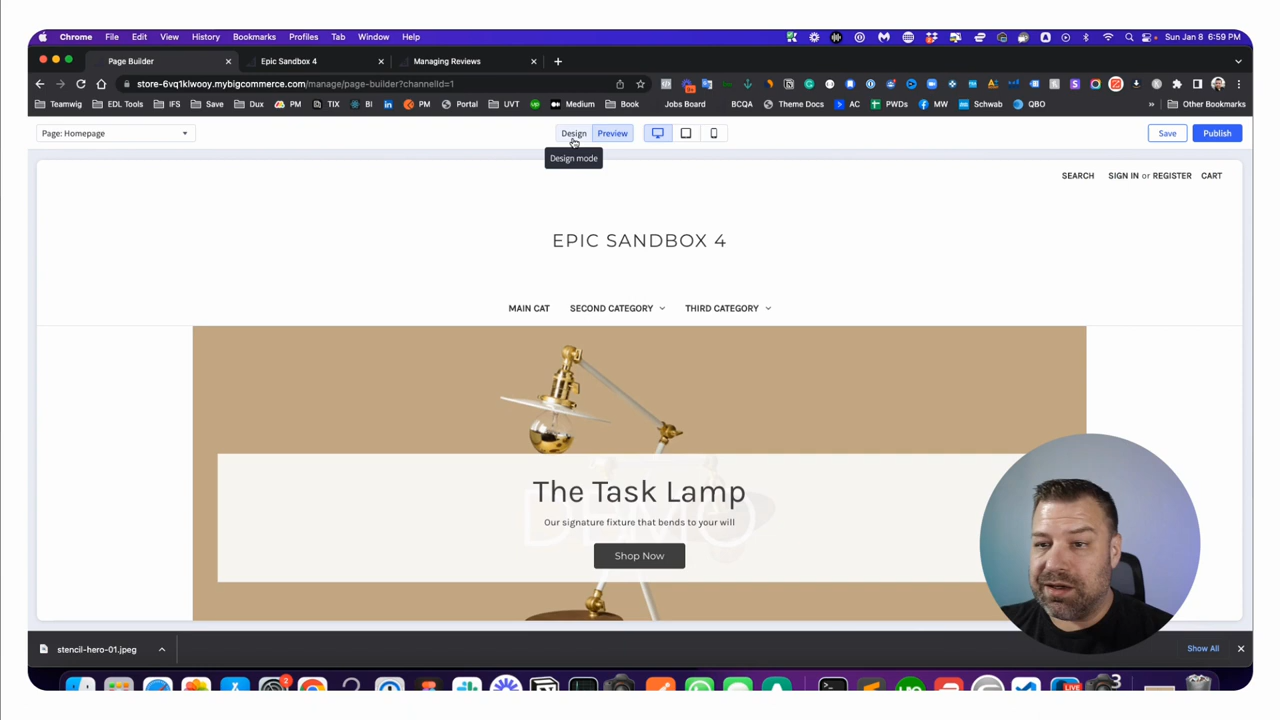 Chrome File Edit View History Bookmarks Profiles Tab Window Help Sun Jan 8 6:59 PM
Page Builder Epic Sandbox 4 Managing Reviews
store-6vq1klwooy.mybigcommerce.com/manage/page-builder?channelId=1
Teamwig EDL Tools IFS Save Dux PM TIX BI PM Portal UVT Medium Book Jobs Board BCQA Theme Docs AC PWDs MW Schwab QBO » Other Bookmarks
Page: Homepage Design Preview Save Publish
Design mode
SEARCH SIGN IN or REGISTER CART
EPIC SANDBOX 4
MAIN CAT SECOND CATEGORY THIRD CATEGORY
The Task Lamp
DEMO
Our signature fixture that bends to your will
Shop Now
stencil-hero-01.jpeg Show All